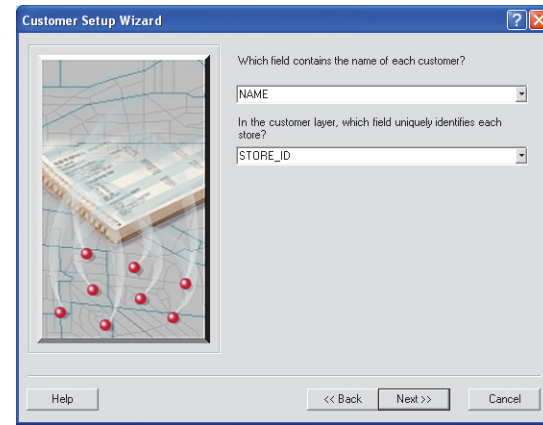 Customer Setup Wizard
Which field contains the name of each customer?
NAME
In the customer layer, which field uniquely identifies each
store?
STORE_ID
Help
<< Back
Next >>
Cancel